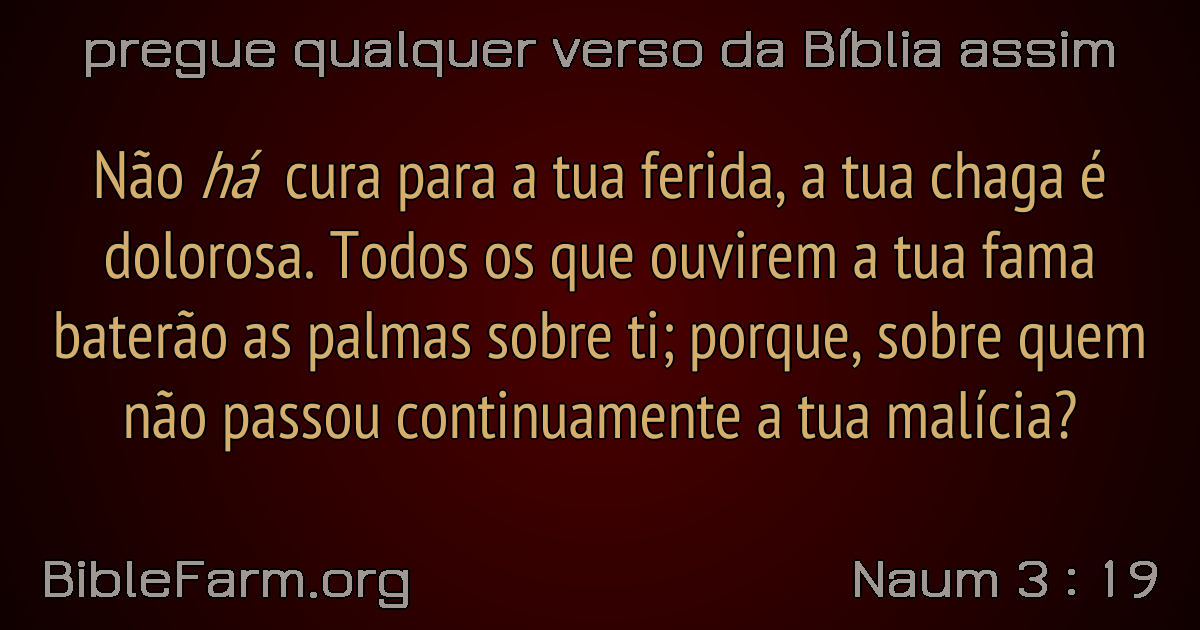 pregue qualquer verso da Bíblia assim
Não há cura para a tua ferida, a tua chaga é
dolorosa. Todos os que ouvirem a tua fama
baterão as palmas sobre ti; porque, sobre quem
não passou continuamente a tua malícia?
BibleFarm.org
Naum 3 : 19